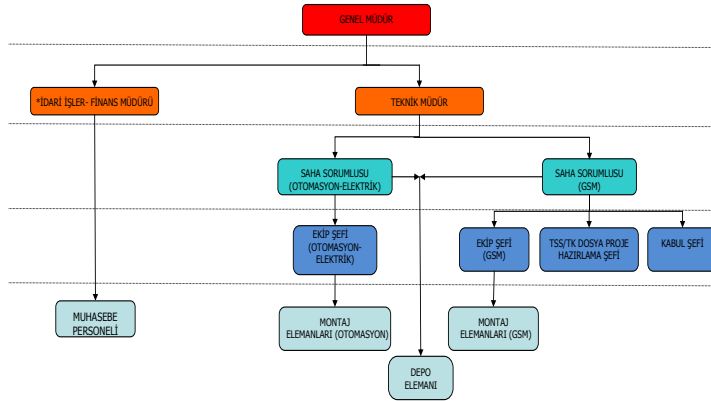 GENEL MÜDÜR
*İDARİ İŞLER- FİNANS MÜDÜRÜ
TEKNİK MÜDÜR
SAHA SORUMLUSU
(OTOMASYON-ELEKTRİK)
SAHA SORUMLUSU
(GSM)
EKİP ŞEFİ
(OTOMASYON-
ELEKTRİK)
EKİP ŞEFİ
(GSM)
TSS/TK DOSYA PROJE
HAZIRLAMA ŞEFİ
KABUL ŞEFİ
MUHASEBE
PERSONELİ
MONTAJ
ELEMANLARI (OTOMASYON)
MONTAJ
ELEMANLARI (GSM)
DEPO
ELEMANI